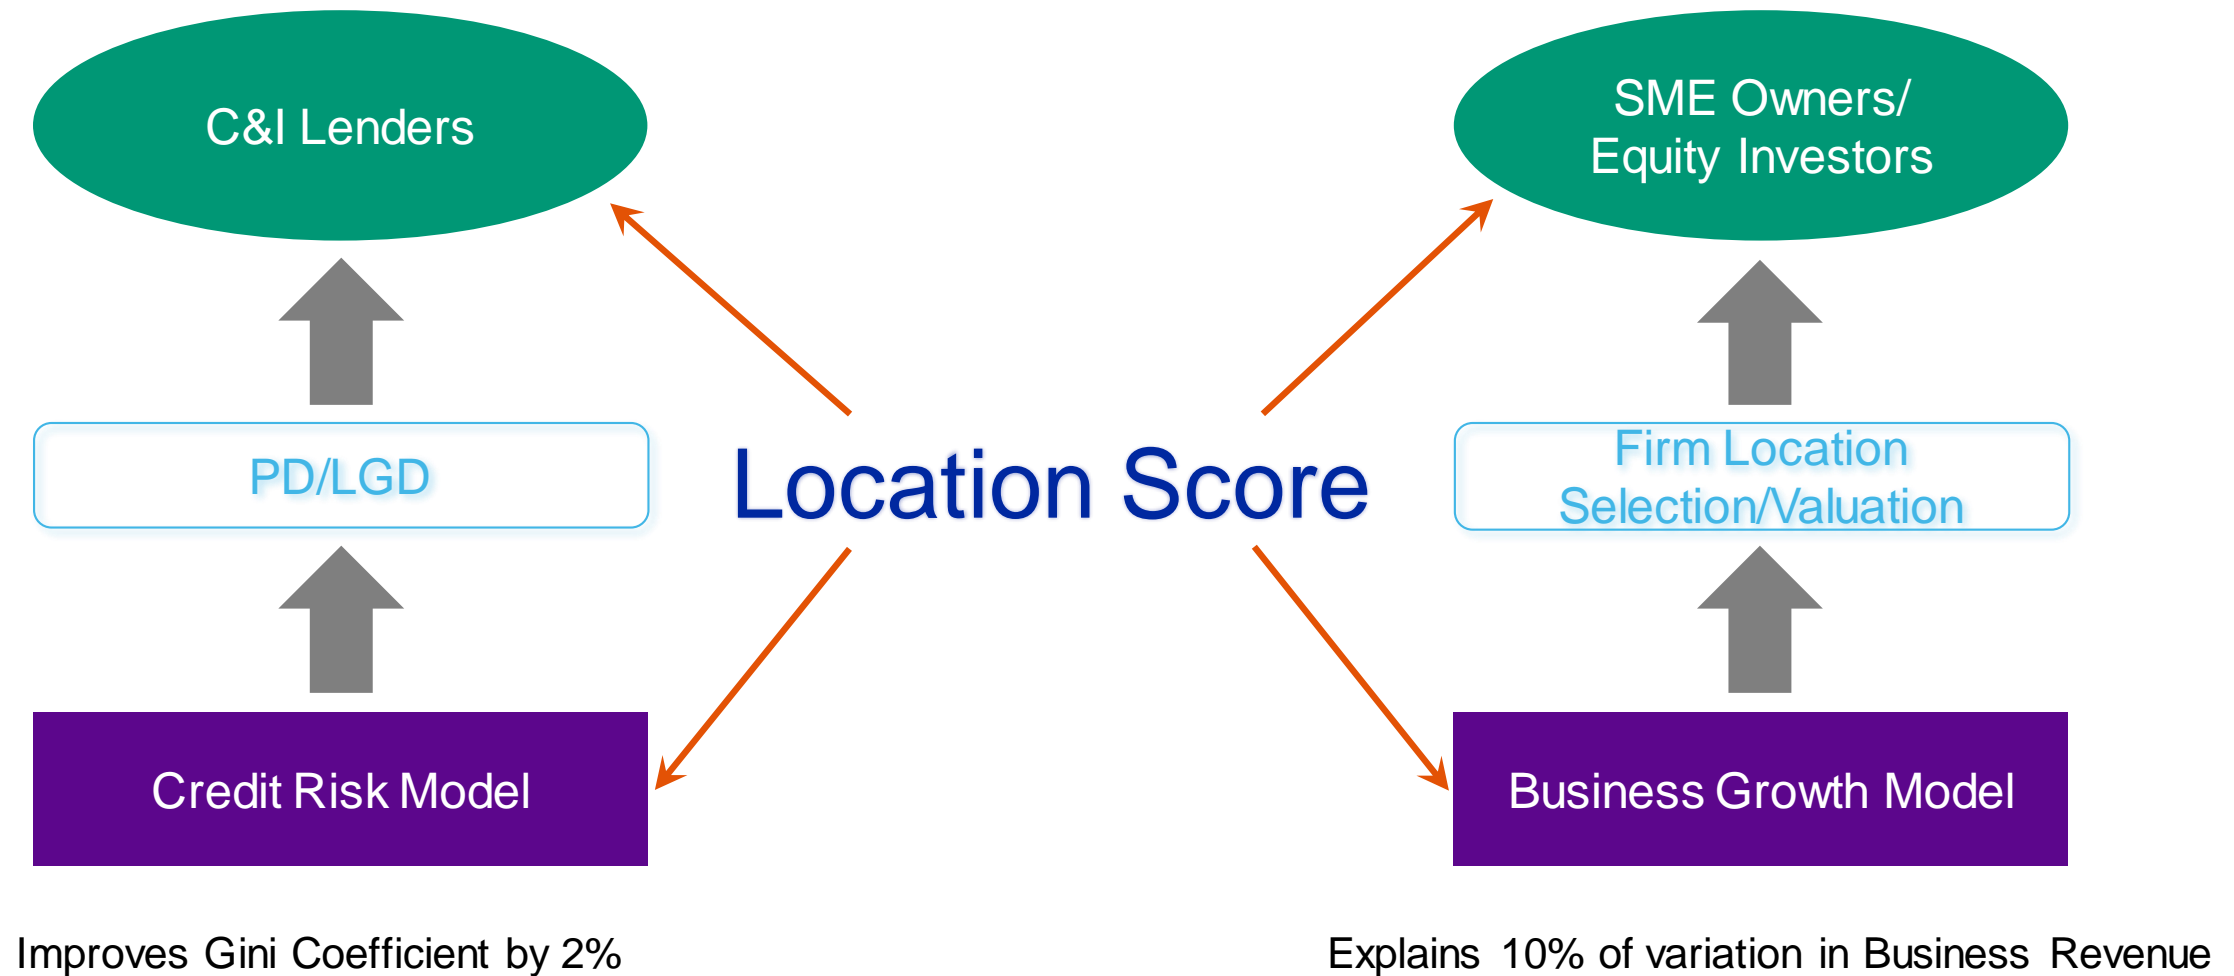 C&I Lenders
SME Owners/
Equity Investors
PD/LGD
Location Score
Firm Location
Selection/Valuation
Credit Risk Model
Business Growth Model
Improves Gini Coefficient by 2%
Explains 10% of variation in Business Revenue